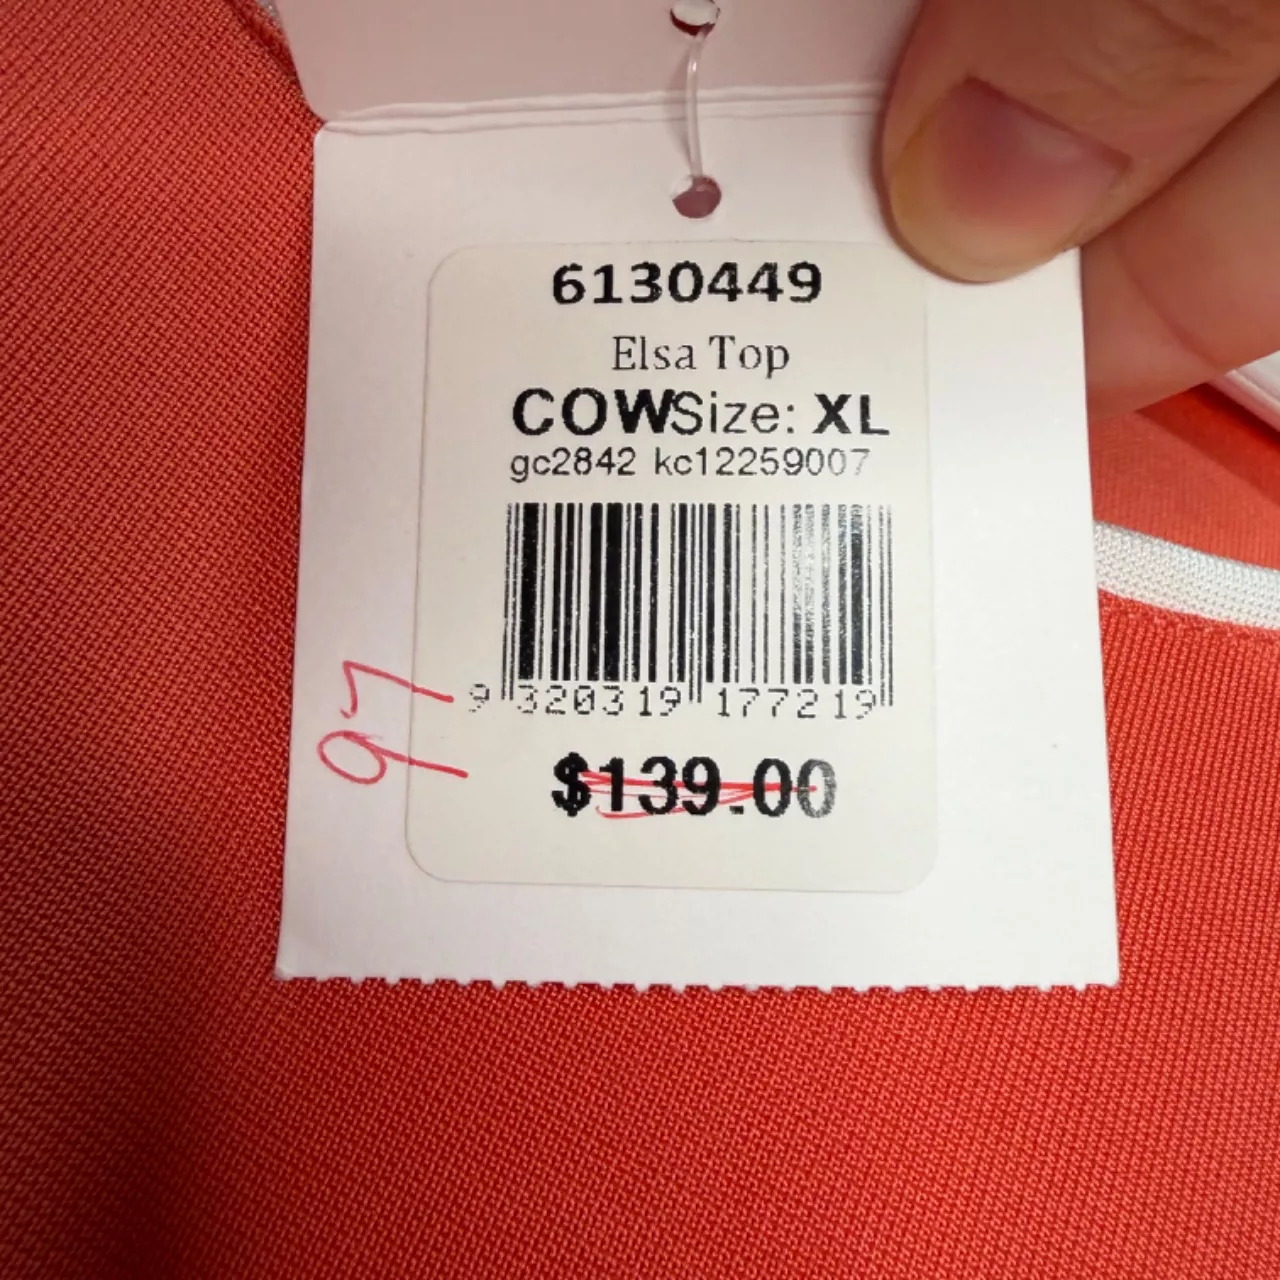 6130449
Elsa Top
COWSize: XL
gc2842 kc12259007
9 320319 177219
$139.00
97